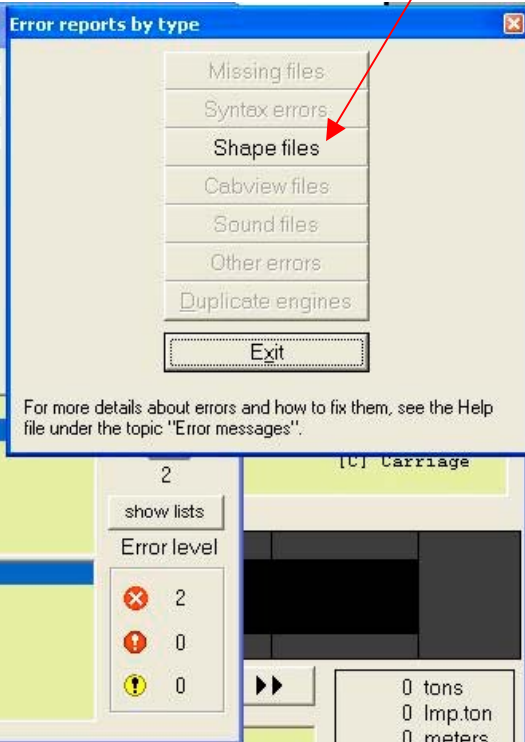 Error reports by type
Missing files
Syntax errors
Shape files
Cabview files
Sound files
Other errors
Duplicate engines
Exit
For more details about errors and how to fix them, see the Help
file under the topic "Error messages".
[C] Carriage
2
show lists
Error level
2
0
0
0 tons
0 Imp.ton
0 meters